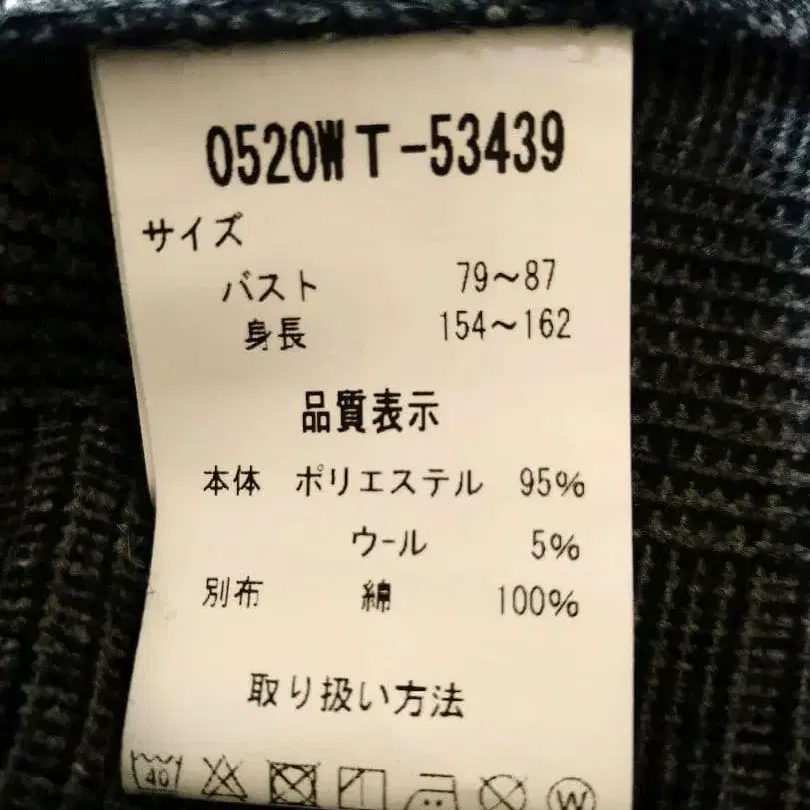 0520WT-53439
サイズ
バスト 79～87
身長 154～162
品質表示
本体 ポリエステル 95%
ウール 5%
別布 綿 100%
取り扱い方法
40 W